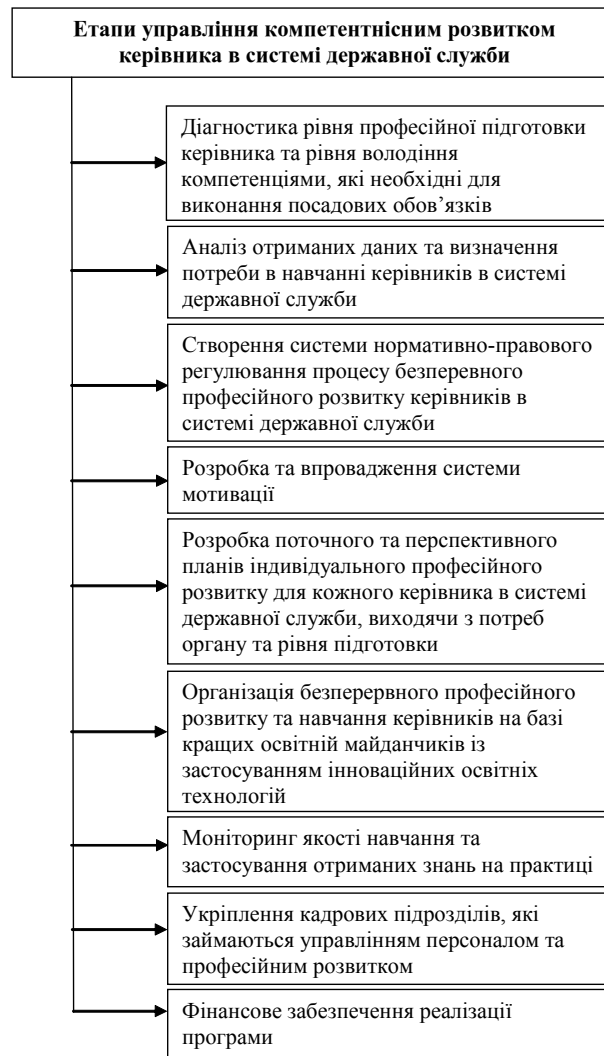 Етапи управління компетентнісним розвитком
керівника в системі державної служби
Діагностика рівня професійної підготовки
керівника та рівня володіння
компетенціями, які необхідні для
виконання посадових обов’язків
Аналіз отриманих даних та визначення
потреби в навчанні керівників в системі
державної служби
Створення системи нормативно-правового
регулювання процесу безперевного
професійного розвитку керівників в
системі державної служби
Розробка та впровадження системи
мотивації
Розробка поточного та перспективного
планів індивідуального професійного
розвитку для кожного керівника в системі
державної служби, виходячи з потреб
органу та рівня підготовки
Організація безперервного професійного
розвитку та навчання керівників на базі
кращих освітній майданчиків із
застосуванням інноваційних освітніх
технологій
Моніторинг якості навчання та
застосування отриманих знань на практиці
Укріплення кадрових підрозділів, які
займаються управлінням персоналом та
професійним розвитком
Фінансове забезпечення реалізації
програми